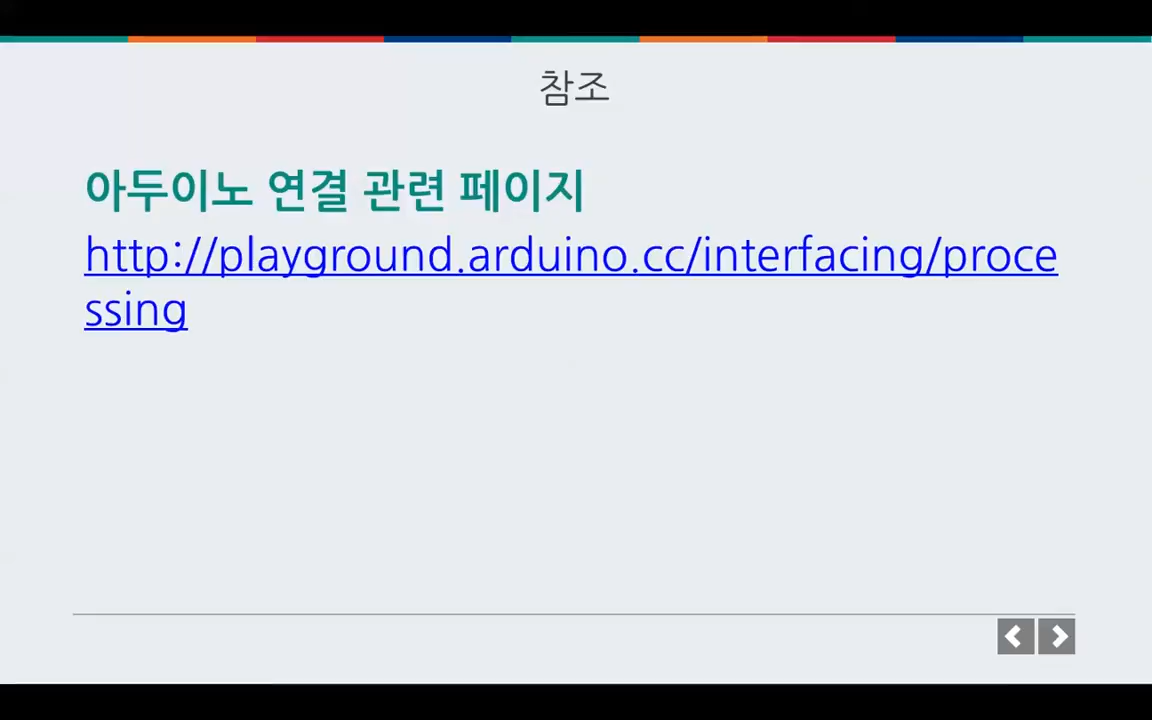 참조
아두이노 연결 관련 페이지
http://playground.arduino.cc/interfacing/proce
ssing